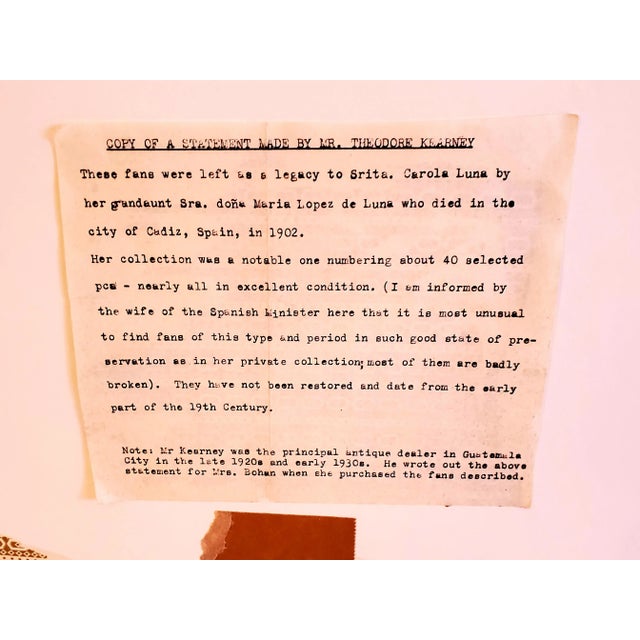 COPY OF A STATEMENT MADE BY MR. THEODORE KEARNEY
These fans were left as a legacy to Srita. Carola Luna by
her grandaunt Sra. doña Maria Lopez de Luna who died in the
city of Cadiz, Spain, in 1902.
Her collection was a notable one numbering about 40 selected
pcs - nearly all in excellent condition. (I am informed by
the wife of the Spanish Minister here that it is most unusual
to find fans of this type and period in such good state of pre-
servation as in her private collection; most of them are badly
broken). They have not been restored and date from the early
part of the 19th Century.
Note: Mr Kearney was the principal antique dealer in Guatemala
City in the late 1920s and early 1930s. He wrote out the above
statement for Mrs. Bohan when she purchased the fans described.